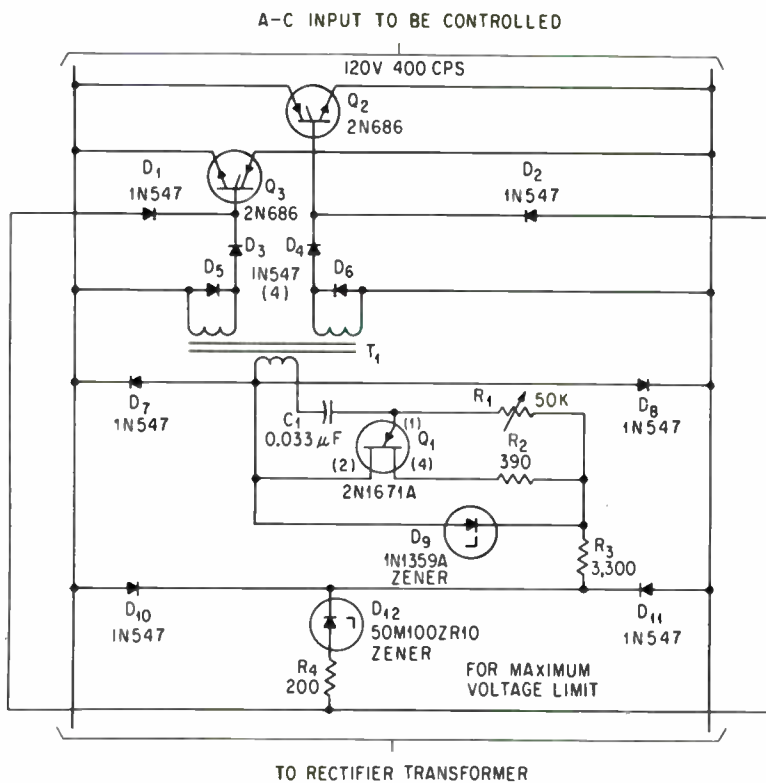 A-C INPUT TO BE CONTROLLED
120V 400 CPS
Q2
2N686
D1
1N547
Q3
2N686
D2
1N547
D3
D4
D5
1N547
(4)
D6
T1
D7
1N547
C1
0.033 µF
(1)
Q1
(2)
(4)
2N1671A
R1
50K
R2
390
D8
1N547
D9
1N1359A
ZENER
R3
3,300
D10
1N547
D12
50M100ZR10
ZENER
D11
1N547
R4
200
FOR MAXIMUM
VOLTAGE LIMIT
TO RECTIFIER TRANSFORMER